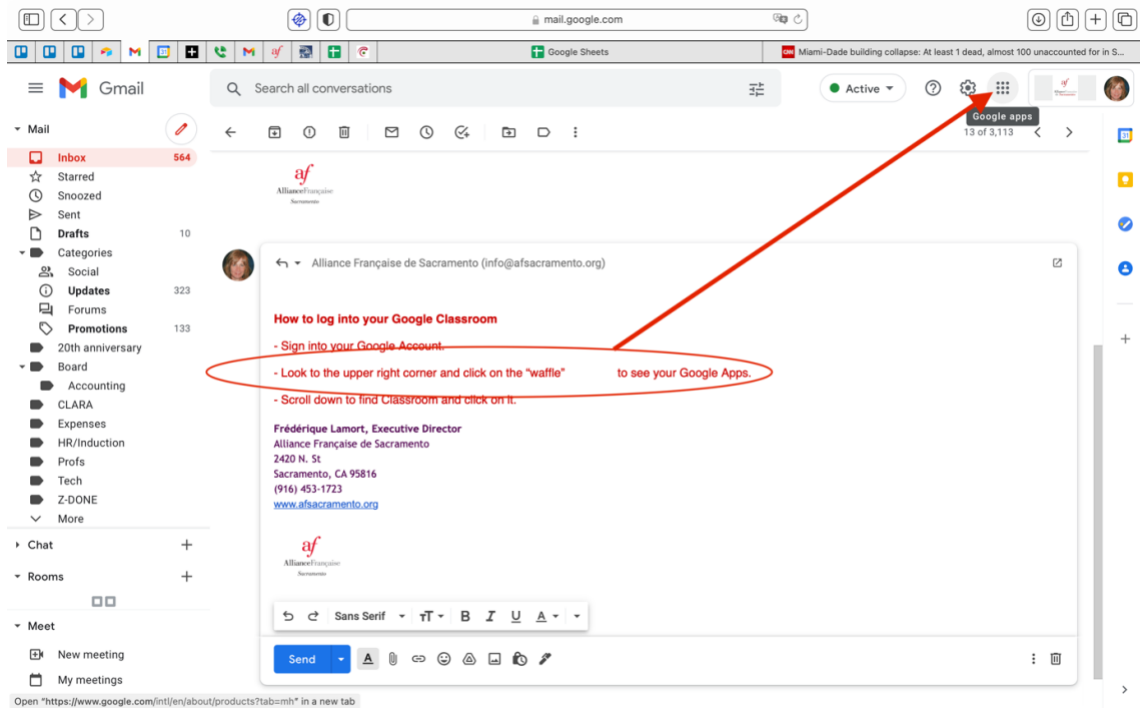 mail.google.com
Google Sheets
CNN Miami-Dade building collapse: At least 1 dead, almost 100 unaccounted for in S...
Gmail
Search all conversations
Active
af
Google apps
Mail
13 of 3,113
31
Inbox 564
Starred
Snoozed
Sent
Drafts 10
Categories
Social
Updates 323
Forums
Promotions 133
20th anniversary
Board
Accounting
CLARA
Expenses
HR/Induction
Profs
Tech
Z-DONE
More
Chat
Rooms
Meet
New meeting
My meetings
af
AllianceFrançaise
Sacramento
Alliance Française de Sacramento (info@afsacramento.org)
How to log into your Google Classroom
- Sign into your Google Account.
- Look to the upper right corner and click on the "waffle" to see your Google Apps.
- Scroll down to find Classroom and click on it.
Frédérique Lamort, Executive Director
Alliance Française de Sacramento
2420 N. St
Sacramento, CA 95816
(916) 453-1723
www.afsacramento.org
af
AllianceFrançaise
Sacramento
Sans Serif
B I U A
Send A
Open "https://www.google.com/intl/en/about/products?tab=mh" in a new tab